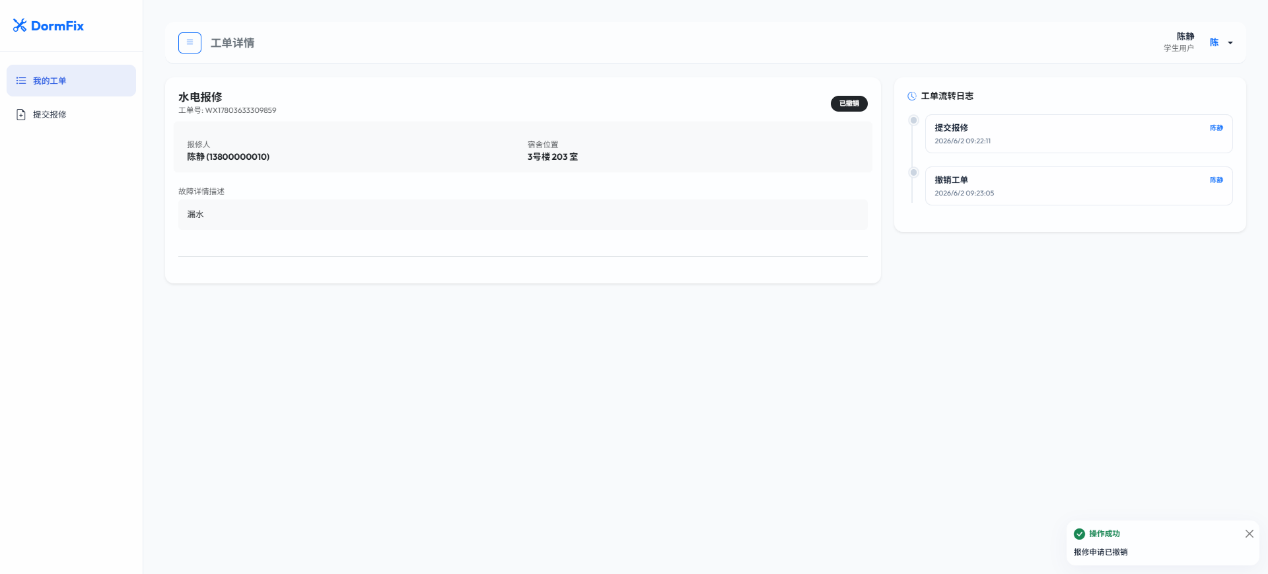 DormFix
我的工单
提交报修
工单详情
陈静
学生用户
陈
水电报修
工单号: WX17803633309859
已撤销
报修人
陈静 (13800000010)
宿舍位置
3号楼 203 室
故障详情描述
漏水
工单流转日志
提交报修
陈静
2026/6/2 09:22:11
撤销工单
陈静
2026/6/2 09:23:05
操作成功
报修申请已撤销